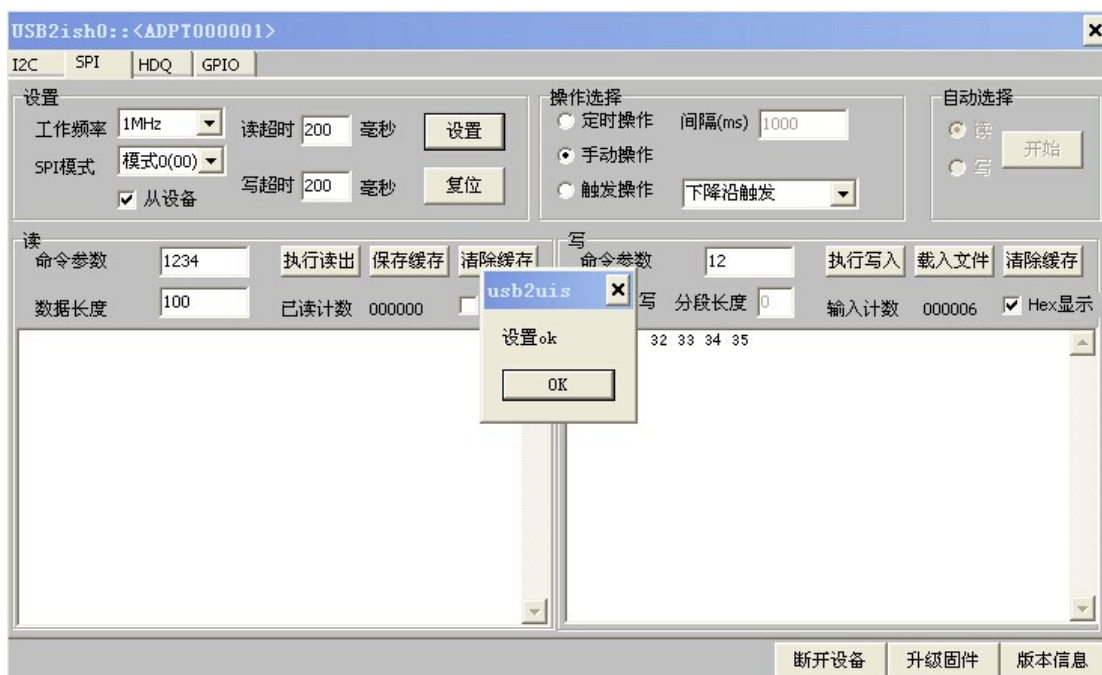 USB2ish0::<ADPT000001>
I2C SPI HDQ GPIO
设置
工作频率 1MHz 读超时 200 毫秒 设置
SPI模式 模式0(00) 写超时 200 毫秒 复位
从设备
操作选择
定时操作 间隔(ms) 1000
手动操作
触发操作 下降沿触发
自动选择
读 开始
写
读
命令参数 1234 执行读出 保存缓存 清除缓存
数据长度 100 已读计数 000000
写
命令参数 12 执行写入 载入文件 清除缓存
写 分段长度 0 输入计数 000006 Hex显示
32 33 34 35
usb2uis
设置ok
OK
断开设备 升级固件 版本信息